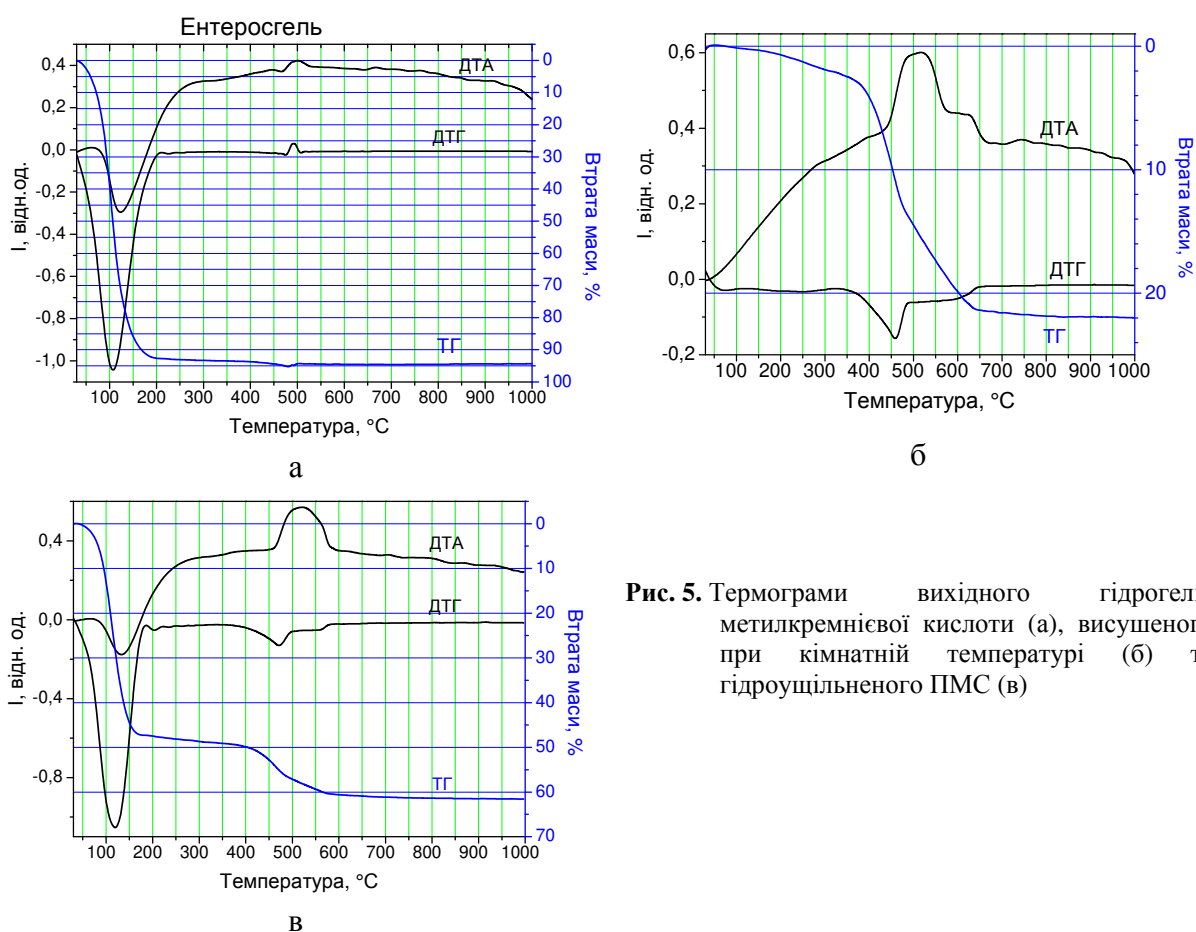 Ентеросгель
0,4
0,2
0,0
-0,2
-0,4
-0,6
-0,8
-1,0
I, відн.од.
ДТА
ДТГ
ТГ
0
10
20
30
40
50
60
70
80
90
100
Втрата маси, %
100 200 300 400 500 600 700 800 900 1000
Температура, °C
а
0,6
0,4
0,2
0,0
-0,2
I, відн. од.
ДТА
ДТГ
ТГ
0
10
20
Втрата маси, %
100 200 300 400 500 600 700 800 900 1000
Температура, °C
б
0,4
0,0
-0,4
-0,8
I, відн. од.
ДТА
ДТГ
ТГ
0
10
20
30
40
50
60
70
Втрата маси, %
100 200 300 400 500 600 700 800 900 1000
Температура, °C
в
Рис. 5. Термограми вихідного гідрогелю
метилкремнієвої кислоти (а), висушеног
при кімнатній температурі (б) т
гідроущільненого ПМС (в)